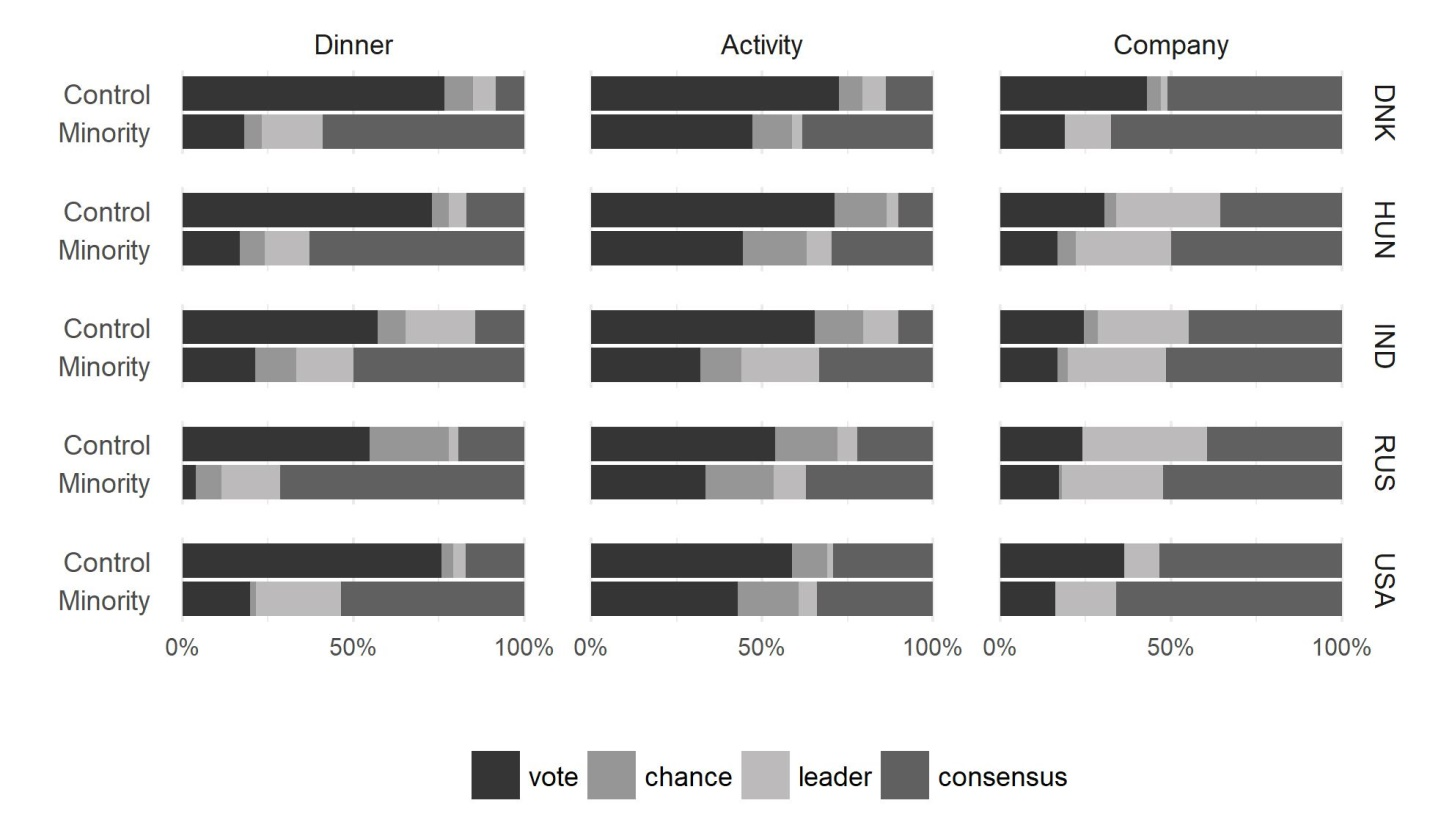 Dinner Activity Company
Control
Minority
DNK
Control
Minority
HUN
Control
Minority
IND
Control
Minority
RUS
Control
Minority
USA
0% 50% 100% 0% 50% 100% 0% 50% 100%
vote chance leader consensus